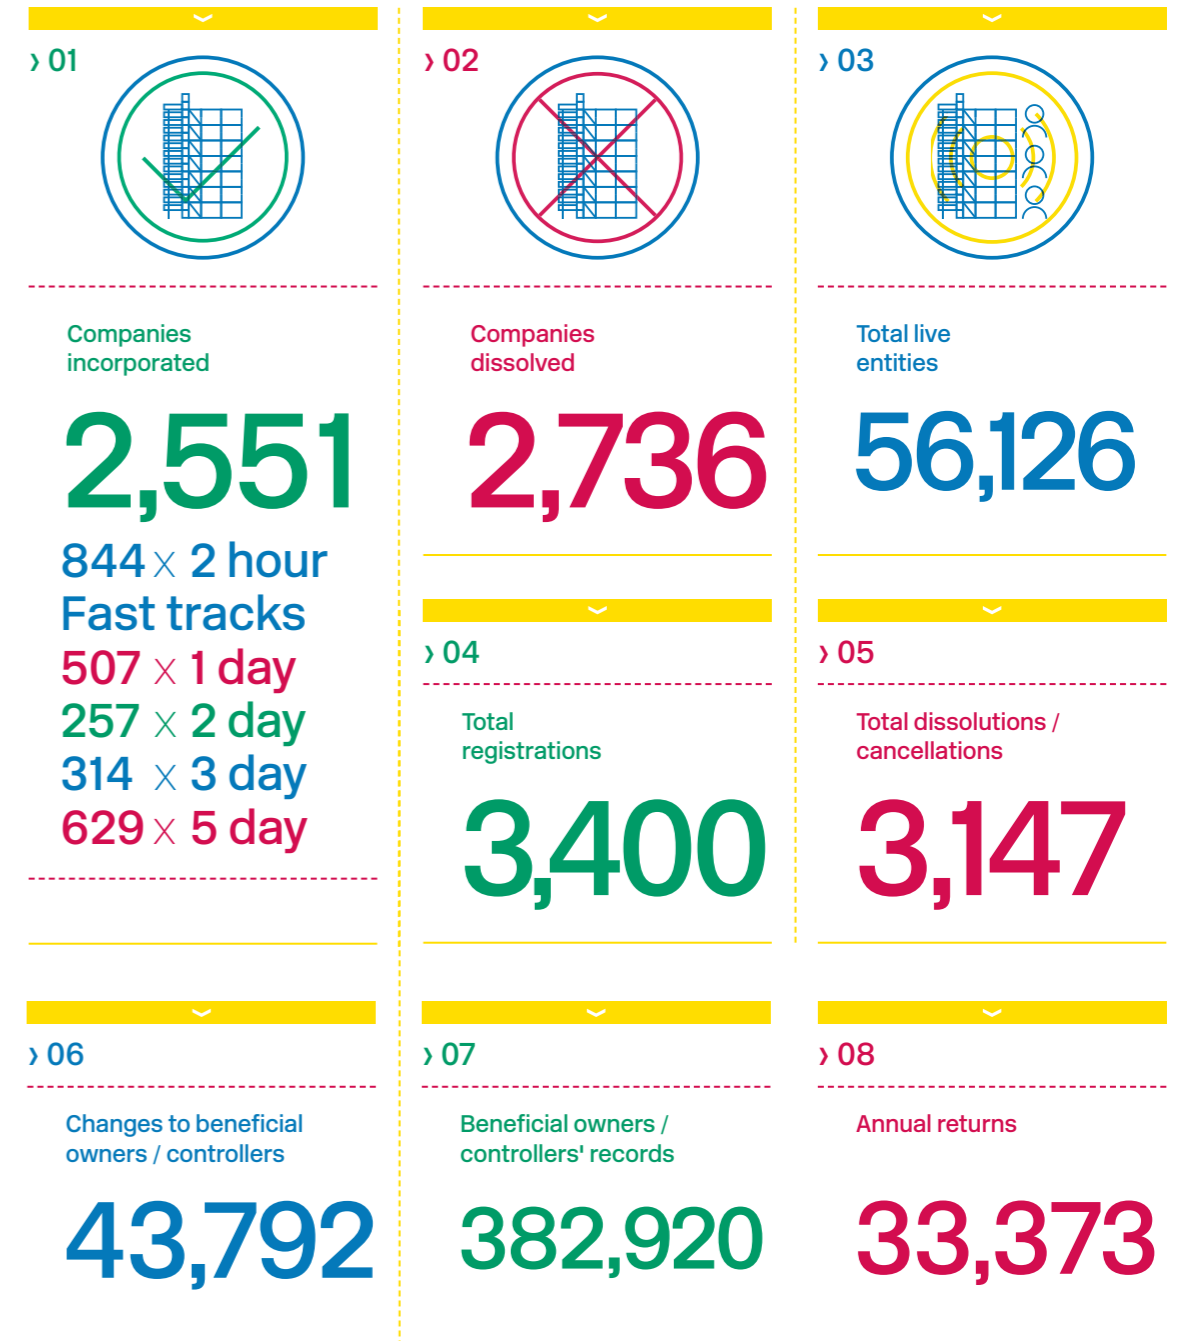 › 01
Companies
incorporated
2,551
844 x 2 hour
Fast tracks
507 x 1 day
257 x 2 day
314 x 3 day
629 x 5 day
› 02
Companies
dissolved
2,736
› 03
Total live
entities
56,126
› 04
Total
registrations
3,400
› 05
Total dissolutions /
cancellations
3,147
› 06
Changes to beneficial
owners / controllers
43,792
› 07
Beneficial owners /
controllers' records
382,920
› 08
Annual returns
33,373